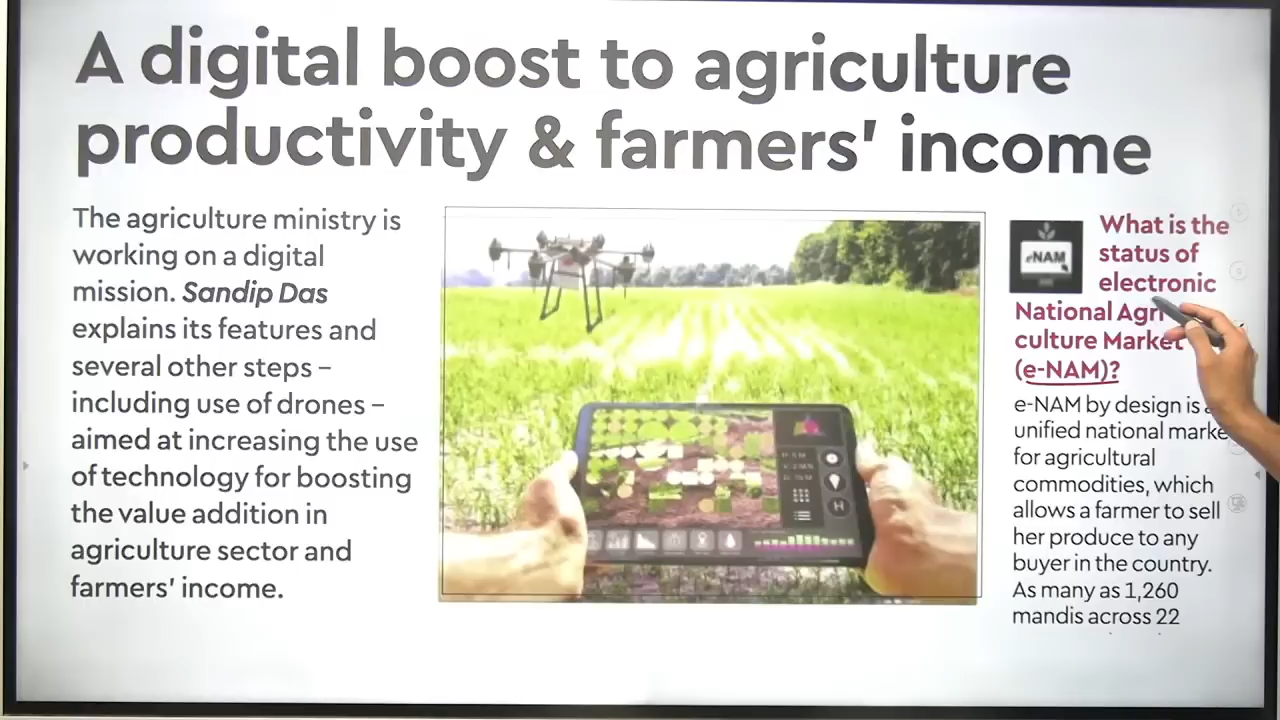 A digital boost to agriculture
productivity & farmers' income
The agriculture ministry is
working on a digital
mission. Sandip Das
explains its features and
several other steps –
including use of drones –
aimed at increasing the use
of technology for boosting
the value addition in
agriculture sector and
farmers' income.
H
eNAM
What is the
status of
electronic
National Agri
culture Market
(e-NAM)?
e-NAM by design is
unified national marke
for agricultural
commodities, which
allows a farmer to sell
her produce to any
buyer in the country.
As many as 1,260
mandis across 22